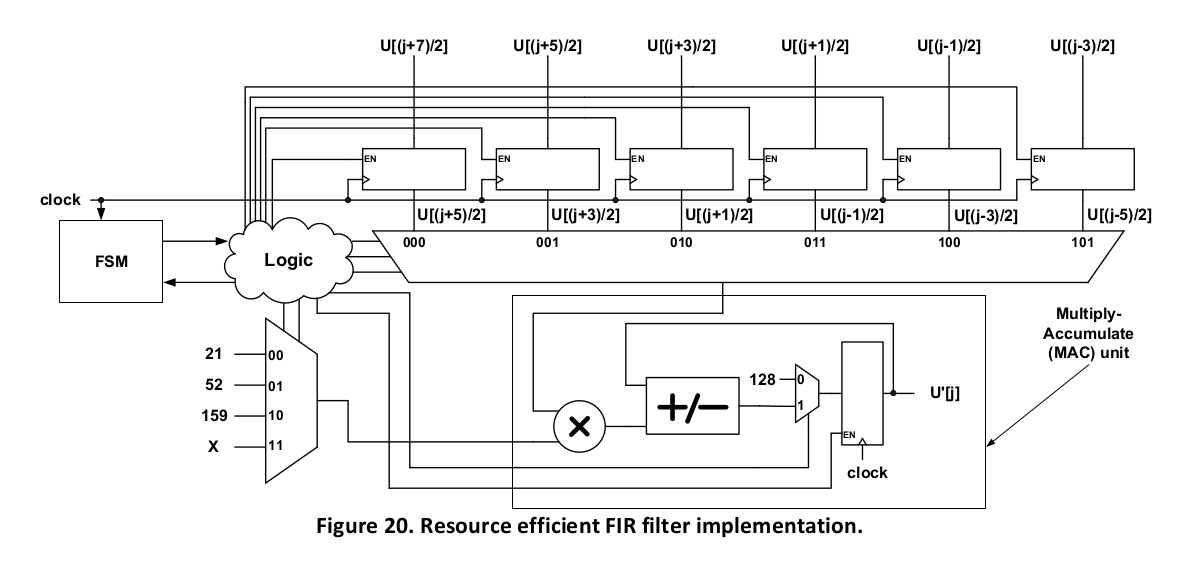 U[(j+7)/2] U[(j+5)/2] U[(j+3)/2] U[(j+1)/2] U[(j-1)/2] U[(j-3)/2]
EN EN EN EN EN EN
clock
U[(j+5)/2] U[(j+3)/2] U[(j+1)/2] U[(j-1)/2] U[(j-3)/2] U[(j-5)/2]
000 001 010 011 100 101
FSM
Logic
Multiply-
Accumulate
(MAC) unit
21 00
52 01
159 10
X 11
128 0
1
+/−
×
U'[j]
EN
clock
Figure 20. Resource efficient FIR filter implementation.